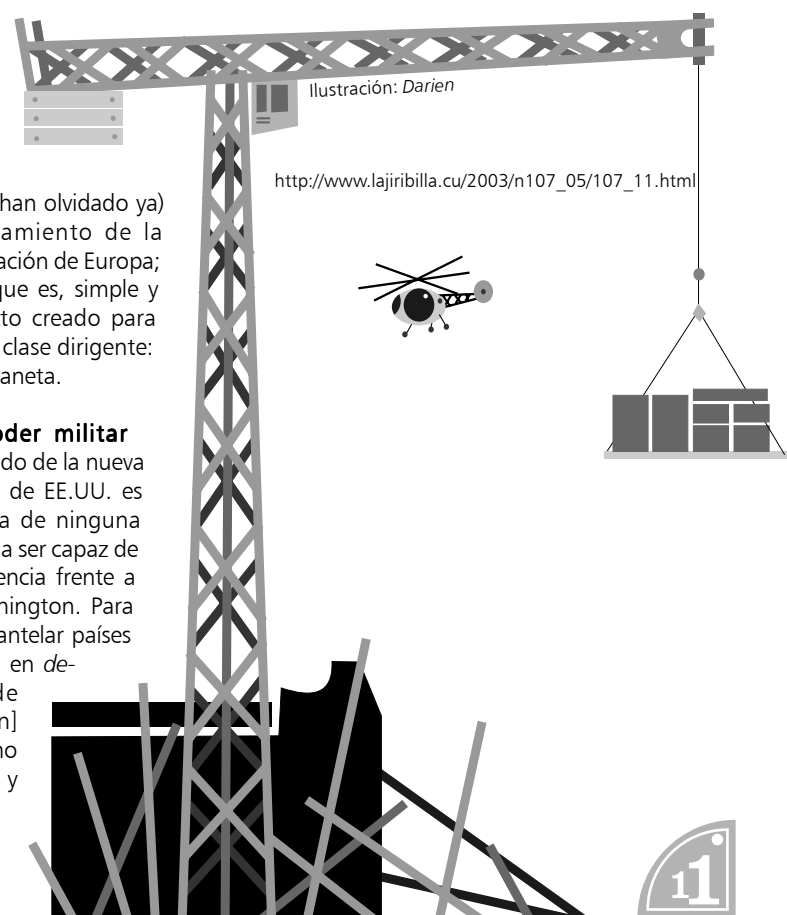 Ilustración: Darien
http://www.lajiribilla.cu/2003/n107_05/107_11.html
han olvidado ya)
amiento de la
ación de Europa;
que es, simple y
to creado para
clase dirigente:
aneta.
oder militar
do de la nueva
de EE.UU. es
a de ninguna
a ser capaz de
encia frente a
hington. Para
antelar países
en de-
de
n]
no
y
11